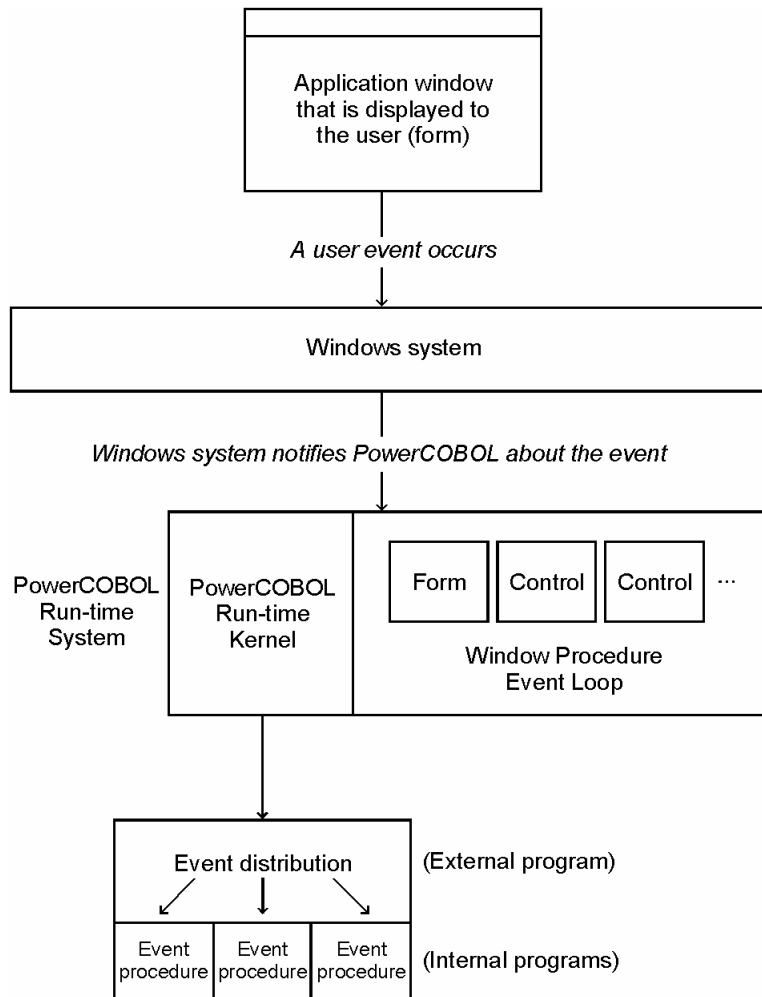 Application window
that is displayed to
the user (form)
A user event occurs
Windows system
Windows system notifies PowerCOBOL about the event
PowerCOBOL
Run-time
System
PowerCOBOL
Run-time
Kernel
Form
Control
Control
...
Window Procedure
Event Loop
Event distribution
(External program)
Event
procedure
Event
procedure
Event
procedure
(Internal programs)